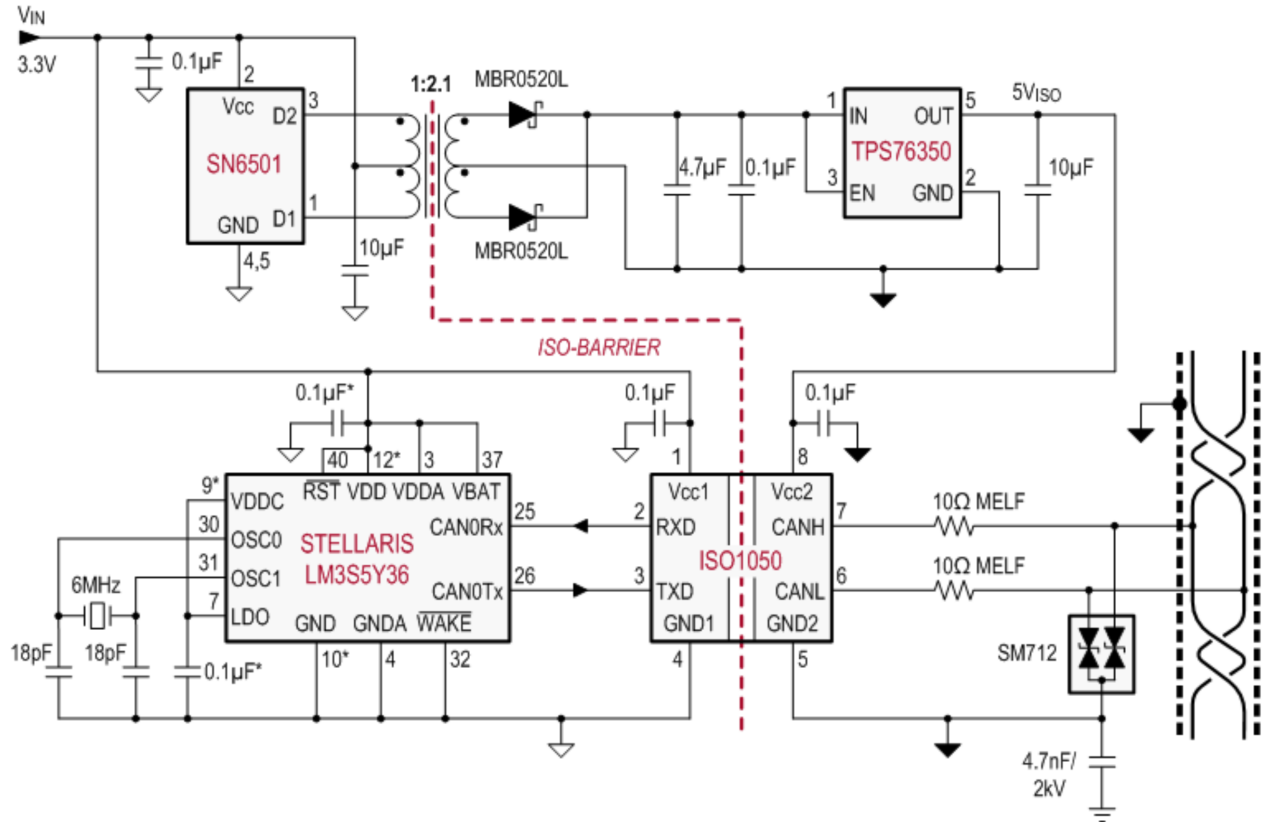 VIN
3.3V
0.1µF
2
Vcc
D2
3
SN6501
GND
D1
1
4,5
10µF
1:2.1
MBR0520L
MBR0520L
4.7µF
0.1µF
1
IN
OUT
5
TPS76350
3
EN
GND
2
5VISO
10µF
ISO-BARRIER
0.1µF*
40
12*
3
37
RST
VDD
VDDA
VBAT
9*
VDDC
30
OSC0
31
OSC1
7
LDO
CAN0Rx
25
STELLARIS
LM3S5Y36
CAN0Tx
26
GND
GNDA
WAKE
10*
4
32
6MHz
18pF
18pF
0.1µF*
0.1µF
1
8
0.1µF
Vcc1
Vcc2
2
RXD
CANH
7
ISO1050
3
TXD
CANL
6
GND1
GND2
4
5
10Ω MELF
10Ω MELF
SM712
4.7nF/
2kV